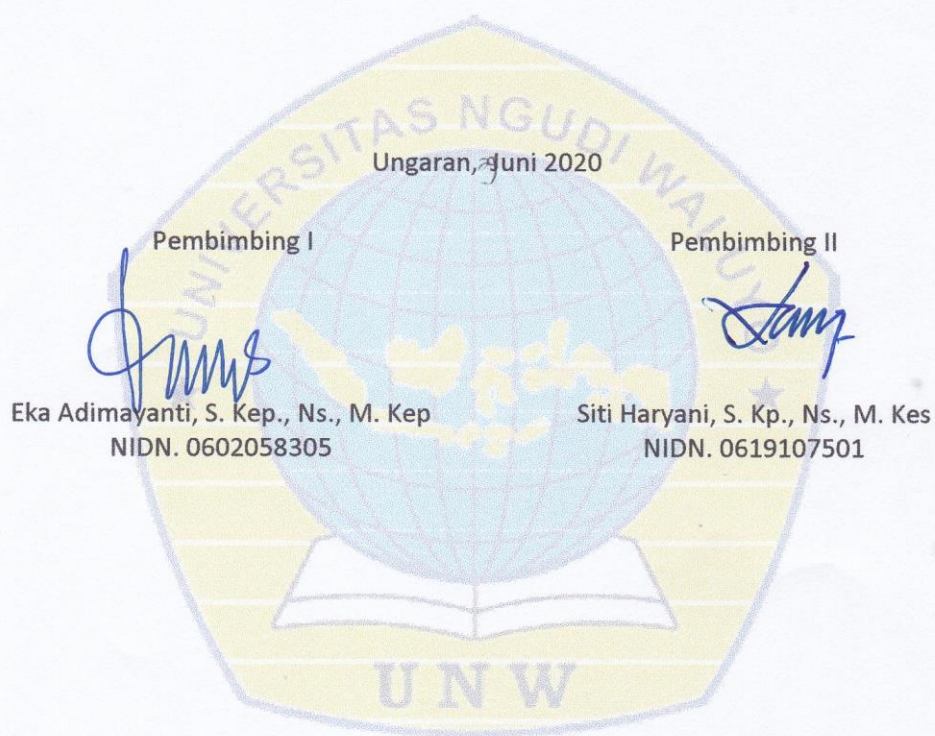 UNIVERSITAS NGUDI WALUYO
Ungaran, Juni 2020
Pembimbing I
Pembimbing II
Eka Adimayanti, S. Kep., Ns., M. Kep
Siti Haryani, S. Kp., Ns., M. Kes
NIDN. 0602058305
NIDN. 0619107501
UNW